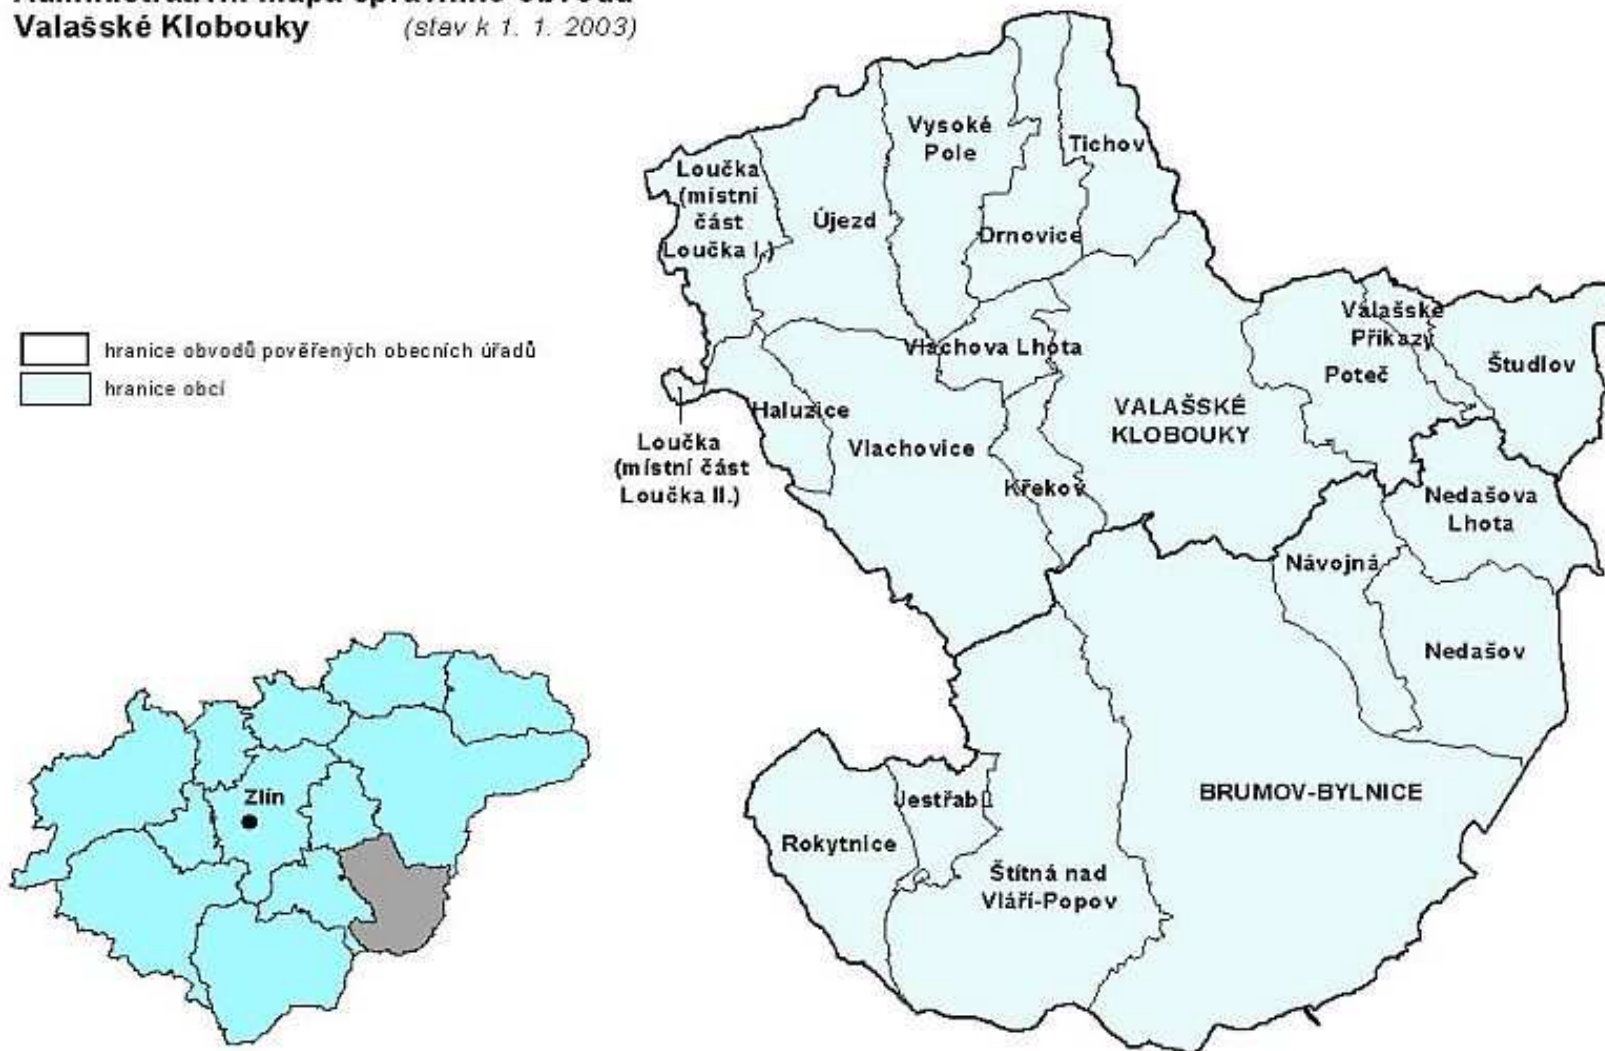 Valašské Klobouky (stav k 1. 1. 2003)
Vysoké
Pole
Tichov
Loučka
(místní
část
Loučka I.)
Újezd
Drnovice
hranice obvodů pověřených obecních úřadů
hranice obcí
Vlachova Lhota
Valašské
Příkazy
Študlov
Poteč
Haluzice
VALAŠSKÉ
KLOBOUKY
Loučka
(místní část
Loučka II.)
Vlachovice
Křekov
Nedašova
Lhota
Návojná
Nedašov
Zlín
BRUMOV-BYLNICE
Jestřabí
Rokytnice
Štítná nad
Vláří-Popov